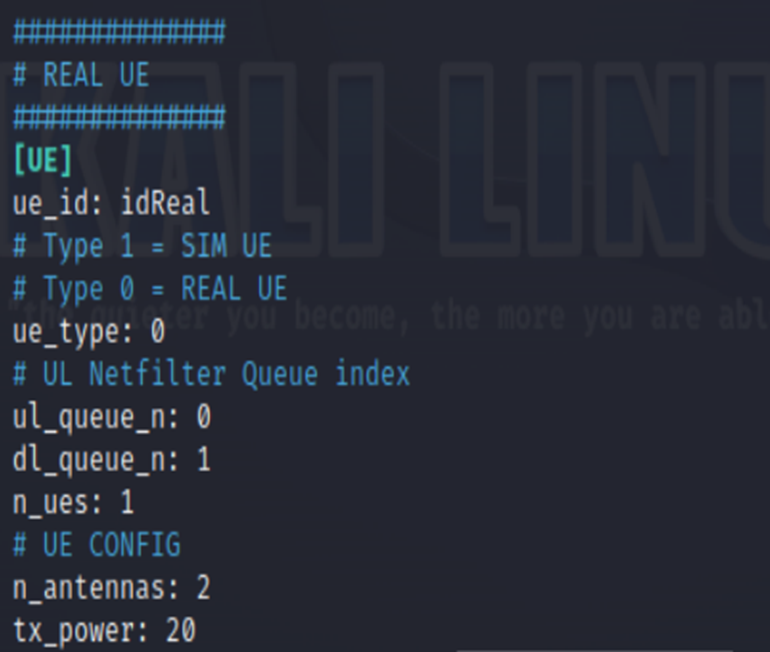 ##############
# REAL UE
##############
[UE]
ue_id: idReal
# Type 1 = SIM UE
# Type 0 = REAL UE
ue_type: 0
# UL Netfilter Queue index
ul_queue_n: 0
dl_queue_n: 1
n_ues: 1
# UE CONFIG
n_antennas: 2
tx_power: 20
KALI LINU
"the quieter you become, the more you are abl